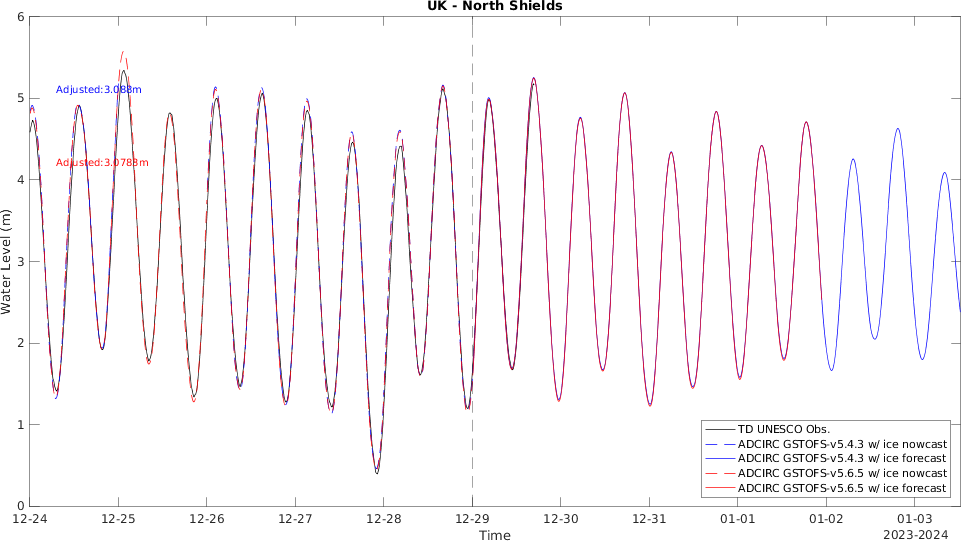 UK - North Shields
6
5
4
3
2
1
0
Water Level (m)
Adjusted:3.088m
Adjusted:3.0788m
TD UNESCO Obs.
ADCIRC GSTOFS-v5.4.3 w/ ice nowcast
ADCIRC GSTOFS-v5.4.3 w/ ice forecast
ADCIRC GSTOFS-v5.6.5 w/ ice nowcast
ADCIRC GSTOFS-v5.6.5 w/ ice forecast
12-24 12-25 12-26 12-27 12-28 12-29 12-30 12-31 01-01 01-02 01-03
Time
2023-2024